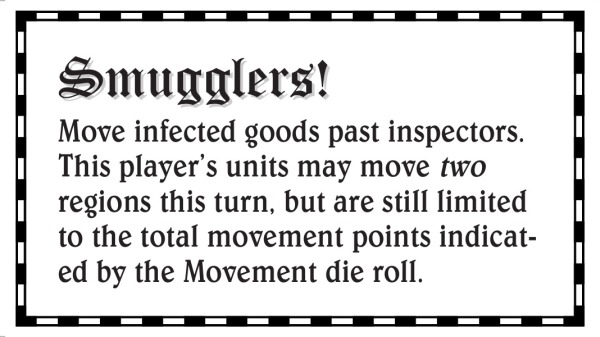 Smugglers!
Move infected goods past inspectors.
This player's units may move two
regions this turn, but are still limited
to the total movement points indicat-
ed by the Movement die roll.